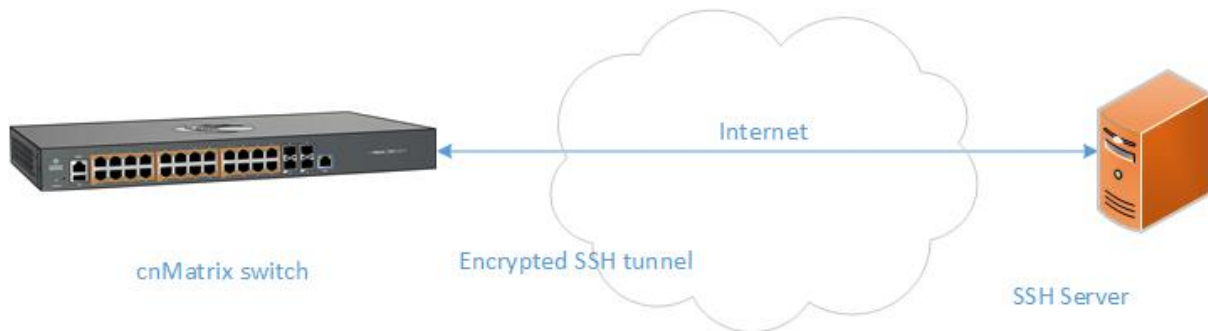 Internet
cnMatrix switch
Encrypted SSH tunnel
SSH Server